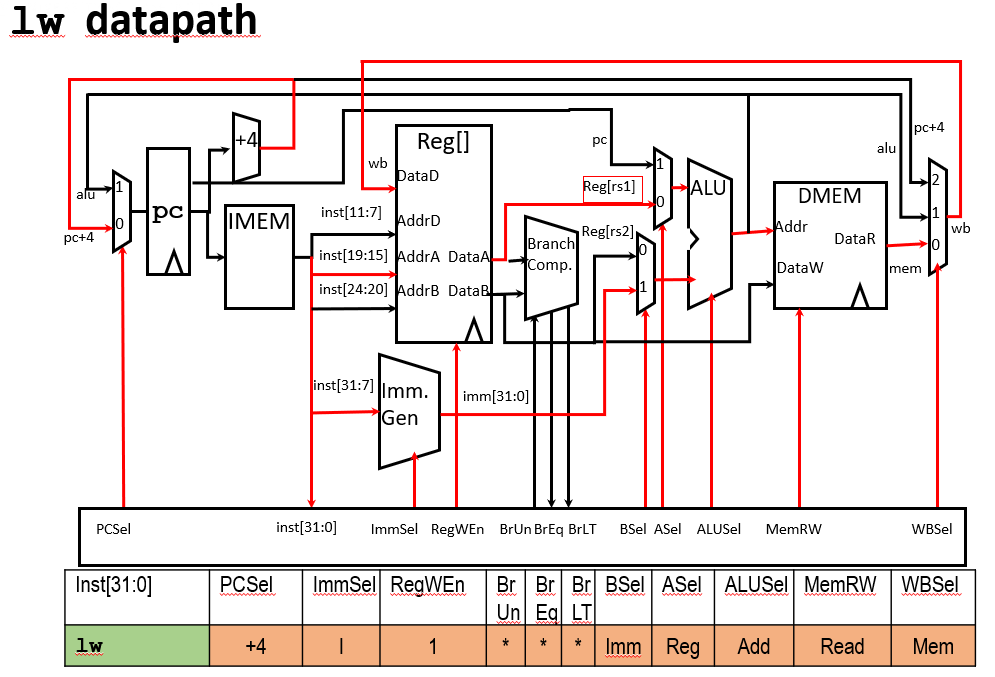 lw datapath
pc+4
alu
wb
pc
Reg[]
+4
DataD
alu
1
0
pc+4
pc
IMEM
inst[11:7]
AddrD
inst[19:15]
AddrA
DataA
inst[24:20]
AddrB
DataB
Reg[rs1]
1
0
Reg[rs2]
0
1
Branch
Comp.
ALU
DMEM
Addr
DataR
DataW
mem
2
1
0
wb
inst[31:7]
Imm.
Gen
imm[31:0]
PCSel
inst[31:0]
ImmSel
RegWEn
BrUn
BrEq
BrLT
BSel
ASel
ALUSel
MemRW
WBSel
Inst[31:0] PCSel ImmSel RegWEn Br Br Br BSel ASel ALUSel MemRW WBSel
Un Eq LT
lw +4 I 1 * * * Imm Reg Add Read Mem